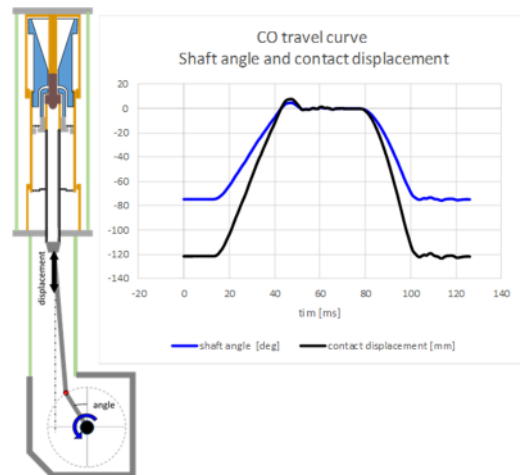 CO travel curve
Shaft angle and contact displacement
20
0
-20
-40
-60
-80
-100
-120
-140
-20 0 20 40 60 80 100 120 140
tim [ms]
shaft angle [deg] contact displacement [mm]
displacement
angle